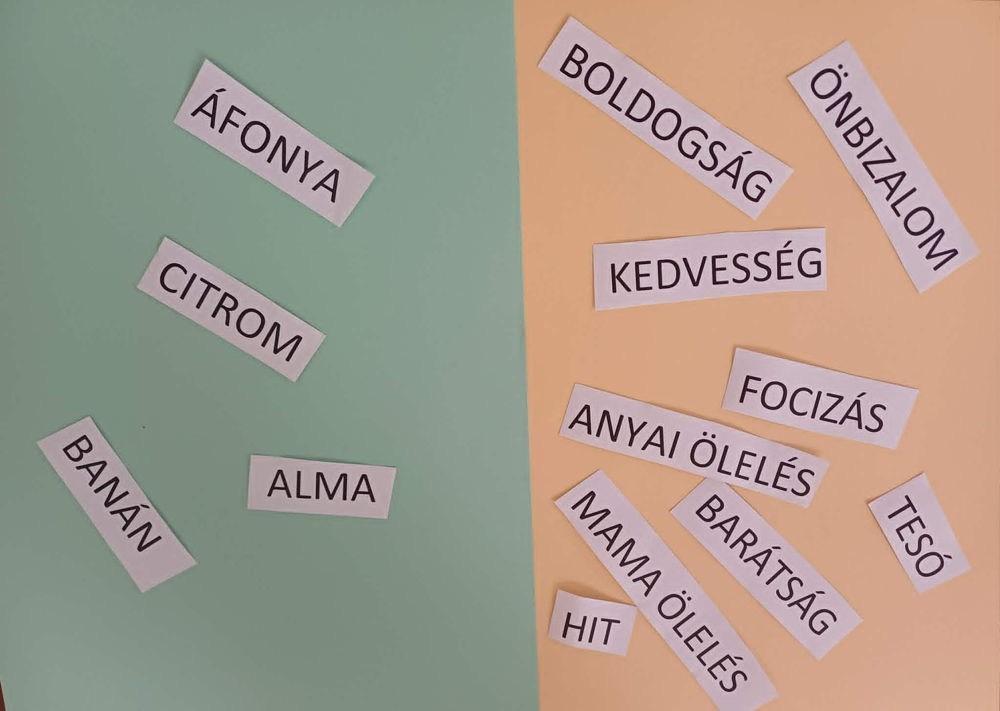 ÁFONYA
CITROM
BANÁN
ALMA
BOLDOGSÁG
ÖNBIZALOM
KEDVESSÉG
FOCIZÁS
ANYAI ÖLELÉS
MAMA ÖLELÉS
BARÁTSÁG
TESÓ
HIT